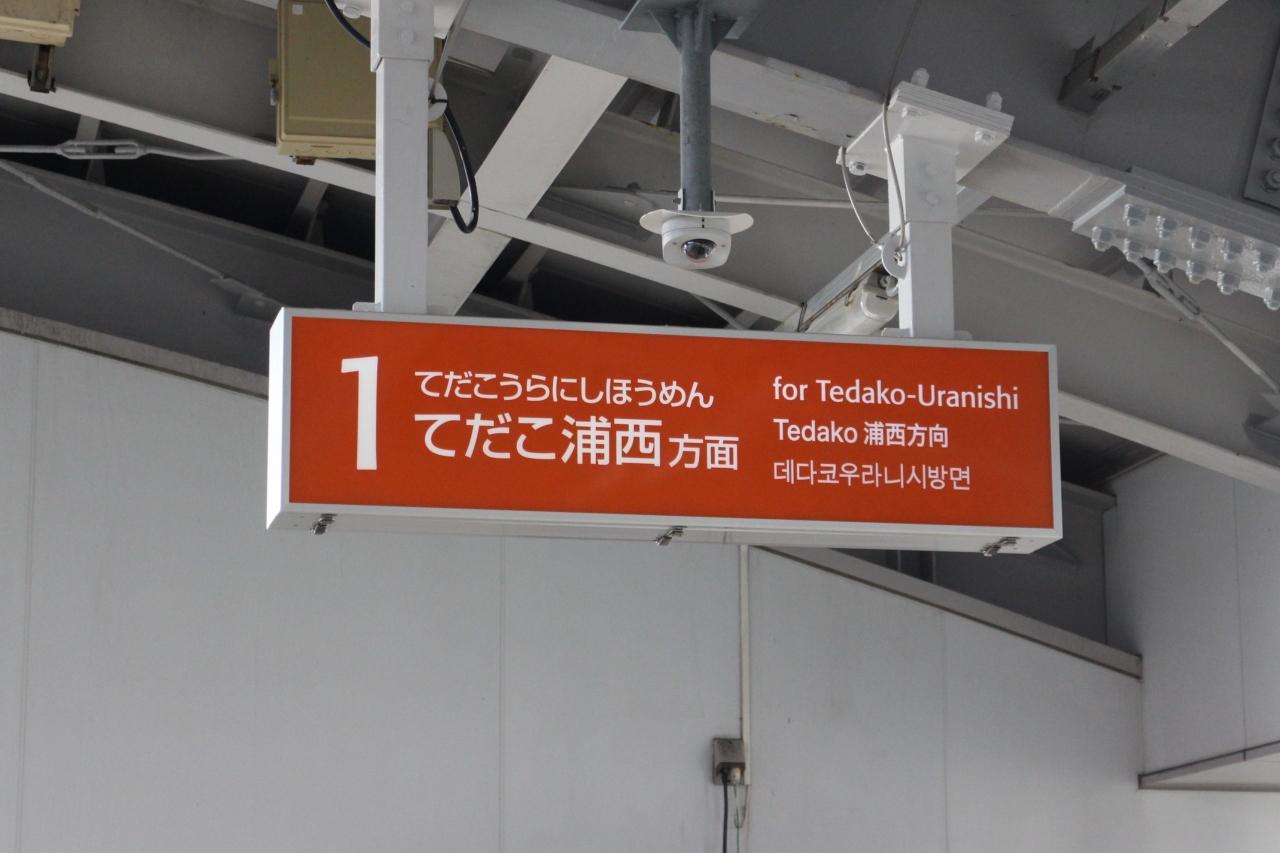 1
てだこうらにしほうめん
てだこ浦西 方面
for Tedako-Uranishi
Tedako 浦西方向
데다코우라니시방면